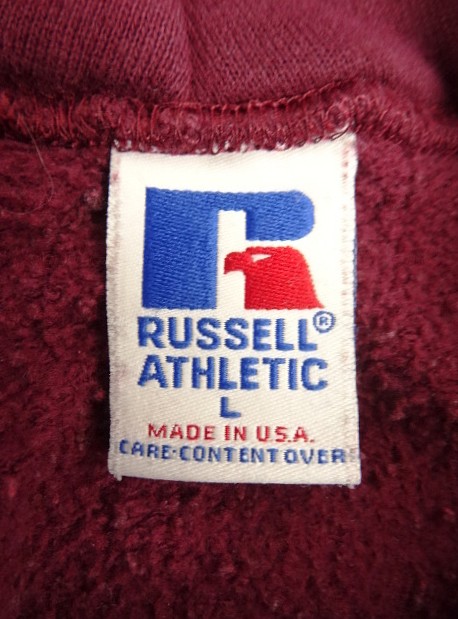 RUSSELL®
ATHLETIC
L
MADE IN U.S.A.
CARE·CONTENT OVER